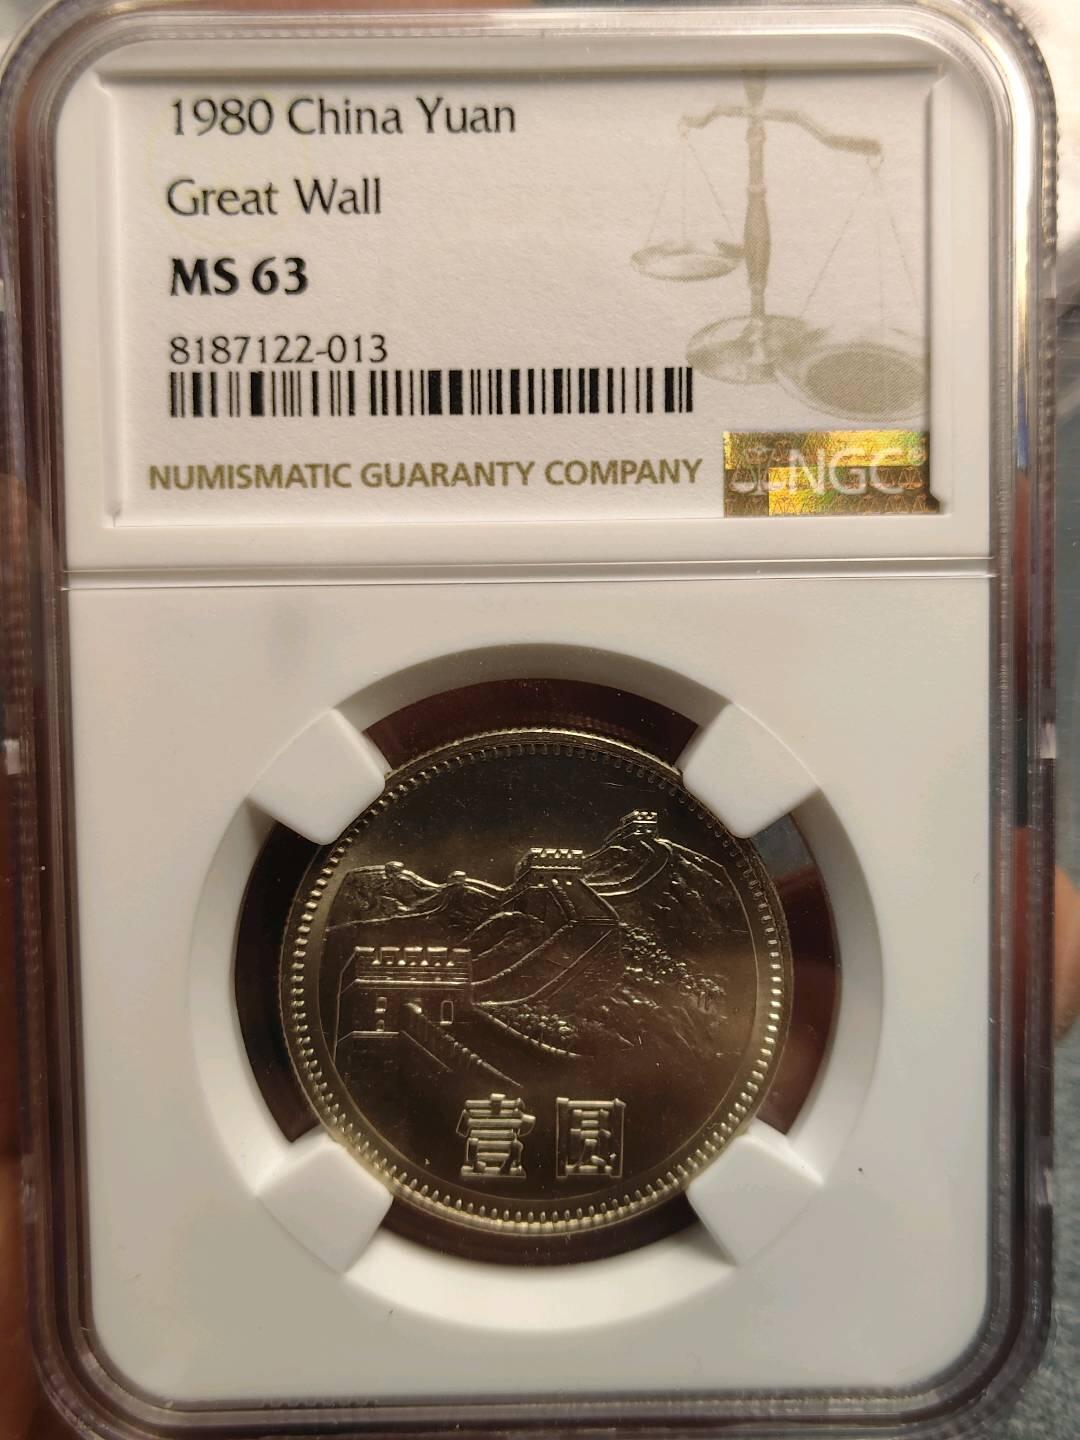 1980 China Yuan
Great Wall
MS 63
8187122-013
NUMISMATIC GUARANTY COMPANY
NGC®
壹圆